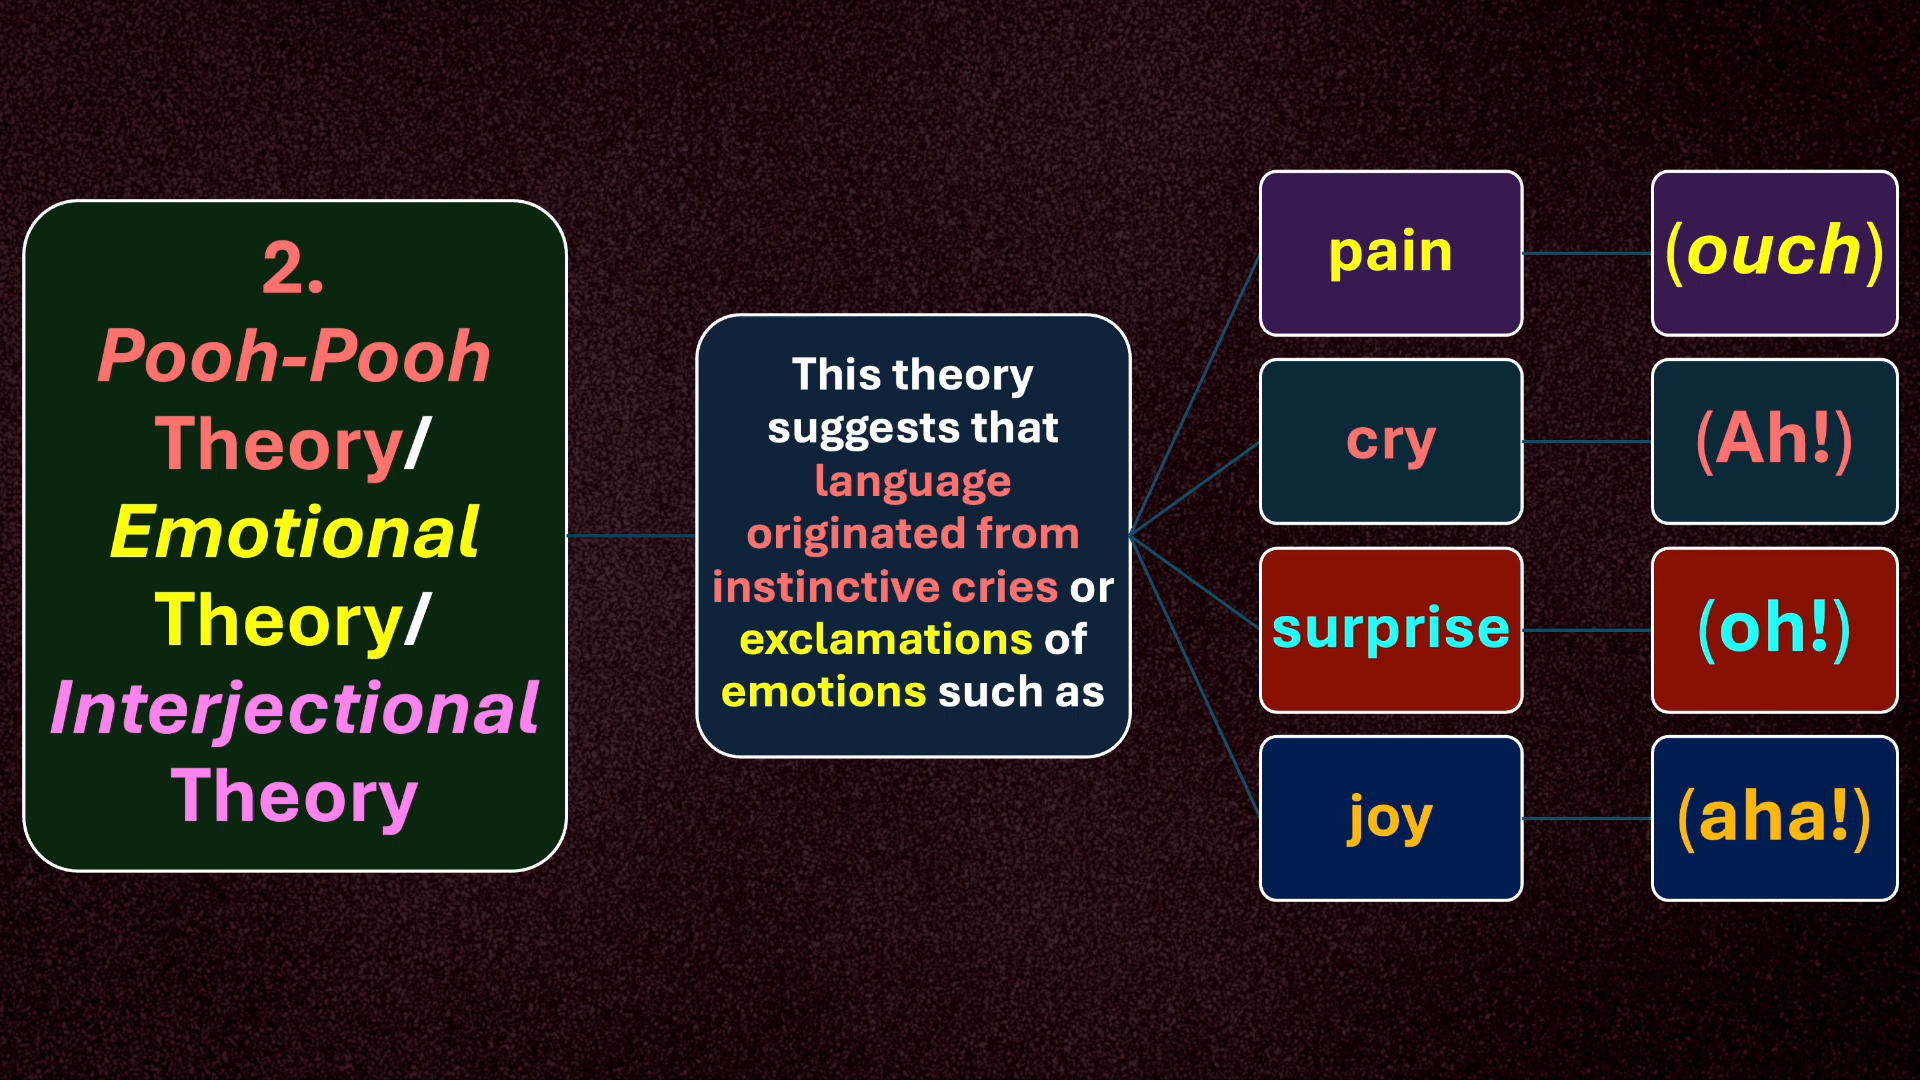 2.
Pooh-Pooh
Theory/
Emotional
Theory/
Interjectional
Theory
This theory
suggests that
language
originated from
instinctive cries or
exclamations of
emotions such as
pain
(ouch)
cry
(Ah!)
surprise
(oh!)
joy
(aha!)